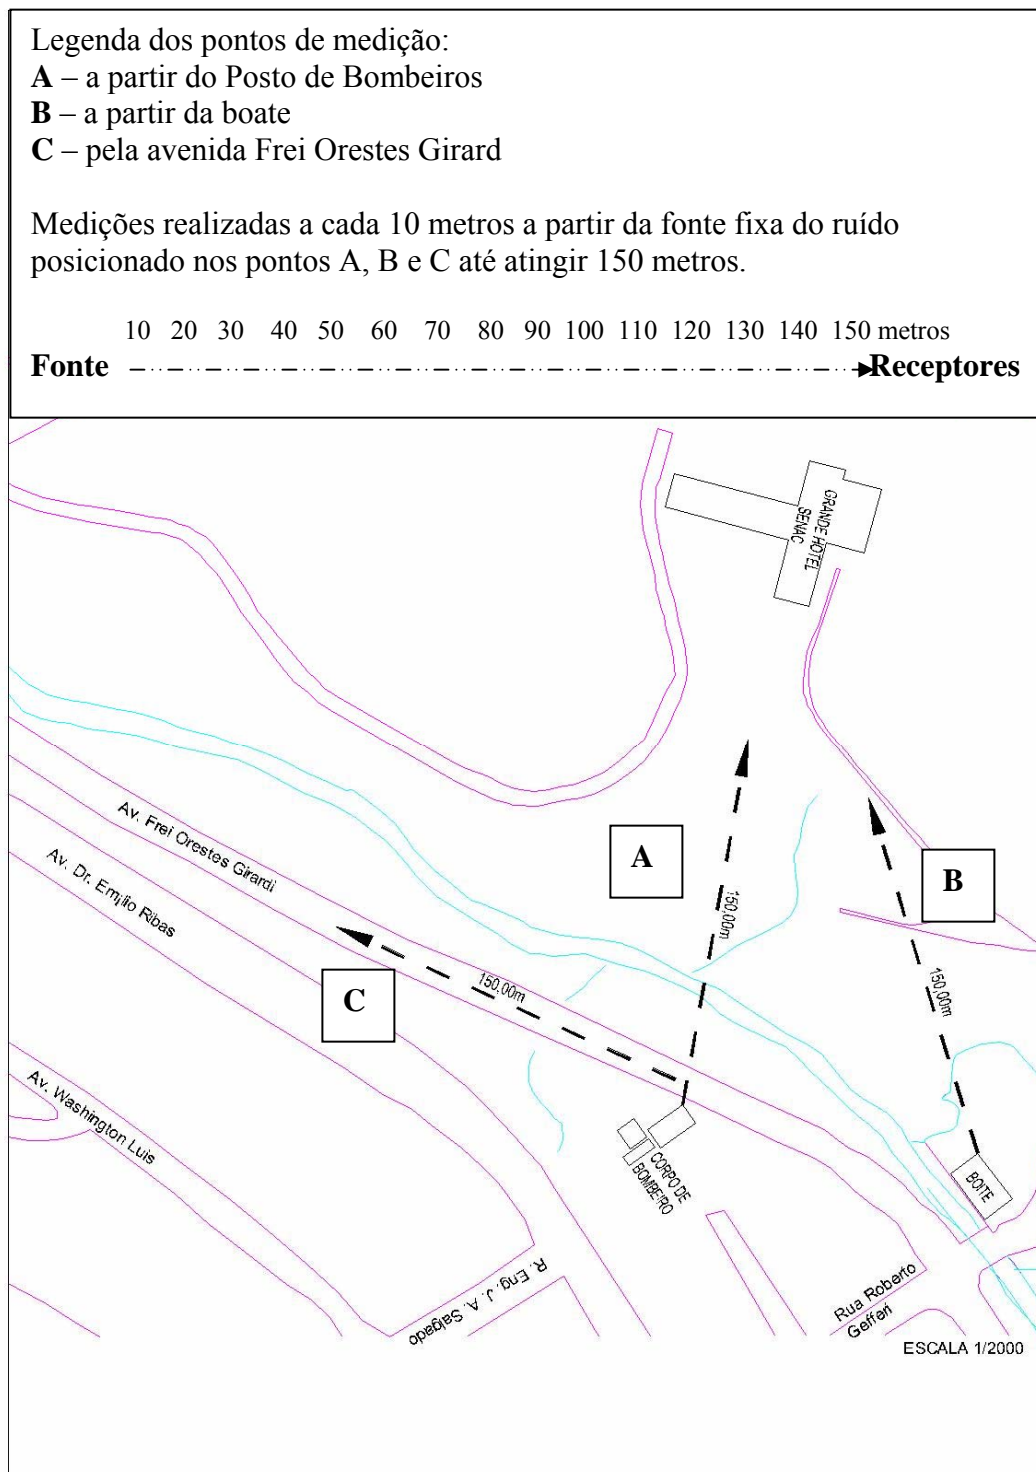 Legenda dos pontos de medição:
A – a partir do Posto de Bombeiros
B – a partir da boate
C – pela avenida Frei Orestes Girard
Medições realizadas a cada 10 metros a partir da fonte fixa do ruído
posicionado nos pontos A, B e C até atingir 150 metros.
10 20 30 40 50 60 70 80 90 100 110 120 130 140 150 metros
Fonte Receptores
GRANDE HOTEL
SENAC
Av. Frei Orestes Girardi
Av. Dr. Emjlio Ribas
A
B
150,00m
150,00m
150,00m
C
Av. Washington Luis
CORPO DE
BOMBEIRO
BOITE
R. Eng. J. A. Salgado
Rua Roberto
Gefferi
ESCALA 1/2000